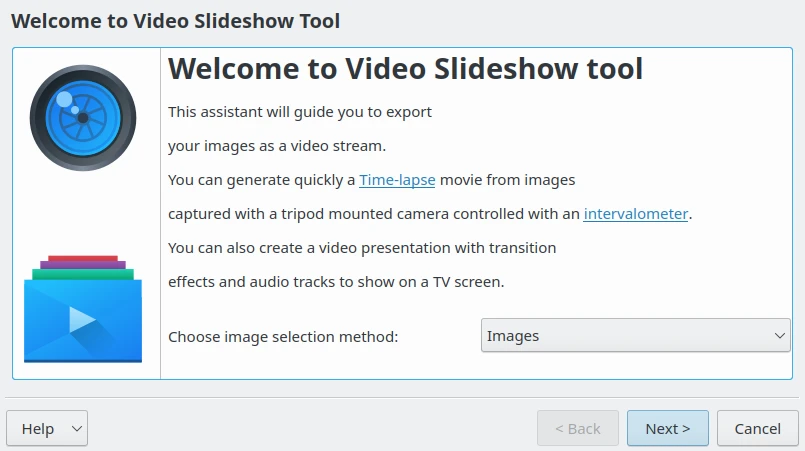 Welcome to Video Slideshow Tool
Welcome to Video Slideshow tool
This assistant will guide you to export
your images as a video stream.
You can generate quickly a Time-lapse movie from images
captured with a tripod mounted camera controlled with an intervalometer.
You can also create a video presentation with transition
effects and audio tracks to show on a TV screen.
Choose image selection method: Images
Help < Back Next > Cancel